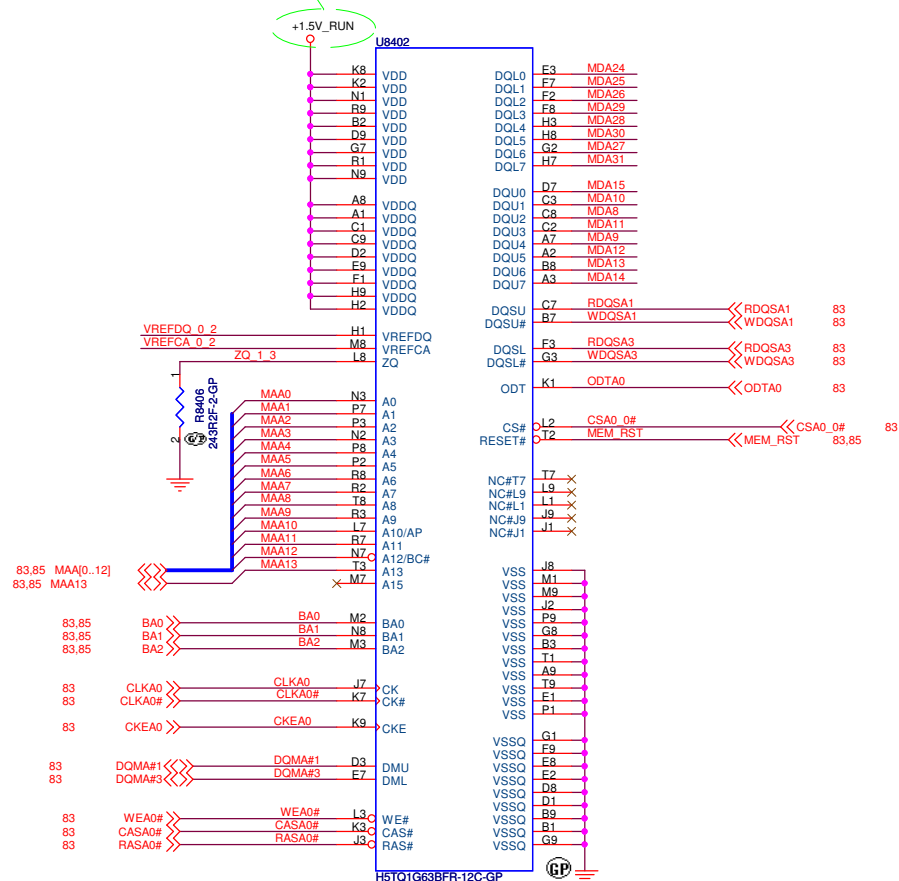 +1.5V_RUN
U8402
K8 VDD DQL0 E3 MDA24
K2 VDD DQL1 F7 MDA25
N1 VDD DQL2 F2 MDA26
R9 VDD DQL3 F8 MDA29
B2 VDD DQL4 H3 MDA28
D9 VDD DQL5 H8 MDA30
G7 VDD DQL6 G2 MDA27
R1 VDD DQL7 H7 MDA31
N9 VDD
DQU0 D7 MDA15
A8 VDDQ DQU1 C3 MDA10
A1 VDDQ DQU2 C8 MDA8
C1 VDDQ DQU3 C2 MDA11
C9 VDDQ DQU4 A7 MDA9
D2 VDDQ DQU5 A2 MDA12
E9 VDDQ DQU6 B8 MDA13
F1 VDDQ DQU7 A3 MDA14
H9 VDDQ
H2 VDDQ DQSU C7 RDQSA1 RDQSA1 83
DQSU# B7 WDQSA1 WDQSA1 83
VREFDQ_0_2 H1 VREFDQ
VREFCA_0_2 M8 VREFCA DQSL F3 RDQSA3 RDQSA3 83
ZQ_1_3 L8 ZQ DQSL# G3 WDQSA3 WDQSA3 83
1
R8406
243R2F-2-GP
2
GP
ODT K1 ODTA0 ODTA0 83
MAA0 N3 A0
MAA1 P7 A1
MAA2 P3 A2 CS# L2 CSA0_0# CSA0_0# 83
MAA3 N2 A3 RESET# T2 MEM_RST MEM_RST 83,85
MAA4 P8 A4
MAA5 P2 A5
MAA6 R8 A6 NC#T7 T7
MAA7 R2 A7 NC#L9 L9
MAA8 T8 A8 NC#L1 L1
MAA9 R3 A9 NC#J9 J9
MAA10 L7 A10/AP NC#J1 J1
MAA11 R7 A11
MAA12 N7 A12/BC#
83,85 MAA[0..12] MAA13 T3 A13 VSS J8
83,85 MAA13 M7 A15 VSS M1
VSS M9
VSS J2
83,85 BA0 BA0 M2 BA0 VSS P9
83,85 BA1 BA1 N8 BA1 VSS G8
83,85 BA2 BA2 M3 BA2 VSS B3
VSS T1
VSS A9
83 CLKA0 CLKA0 J7 CK VSS T9
83 CLKA0# CLKA0# K7 CK# VSS E1
VSS P1
83 CKEA0 CKEA0 K9 CKE
VSSQ G1
VSSQ F9
83 DQMA#1 DQMA#1 D3 DMU VSSQ E8
83 DQMA#3 DQMA#3 E7 DML VSSQ E2
VSSQ D8
VSSQ D1
83 WEA0# WEA0# L3 WE# VSSQ B9
83 CASA0# CASA0# K3 CAS# VSSQ B1
83 RASA0# RASA0# J3 RAS# VSSQ G9
GP
H5TQ1G63BFR-12C-GP